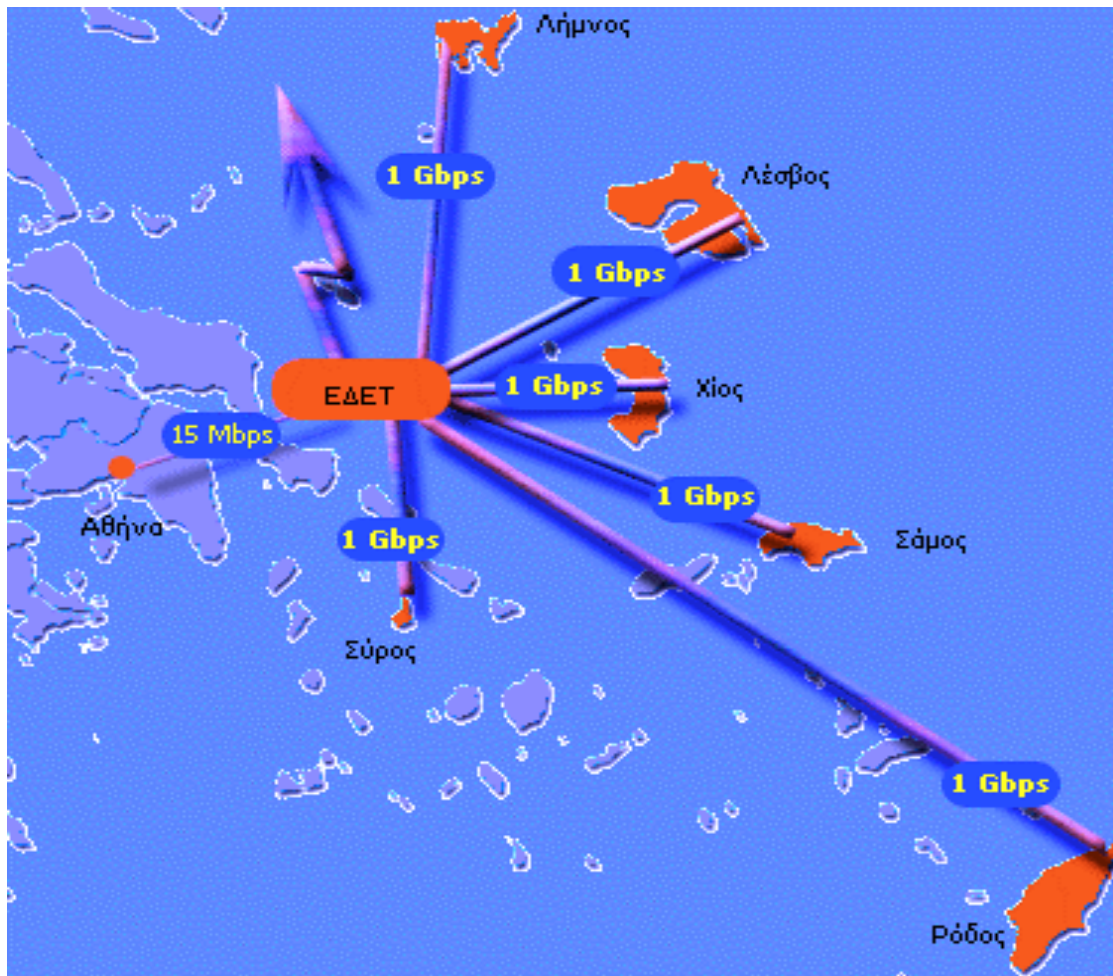 Λήμνος
1 Gbps
Λέσβος
1 Gbps
1 Gbps
Χίος
ΕΔΕΤ
15 Mbps
1 Gbps
Αθήνα
1 Gbps
Σάμος
Σύρος
1 Gbps
Ρόδος